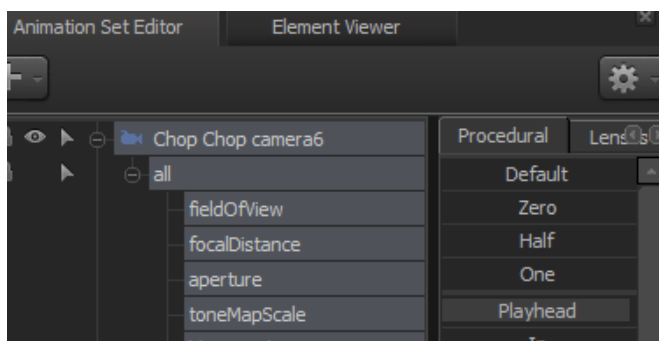 Animation Set Editor
Element Viewer
Chop Chop camera6
all
fieldOfView
focalDistance
aperture
toneMapScale
Procedural
Default
Zero
Half
One
Playhead